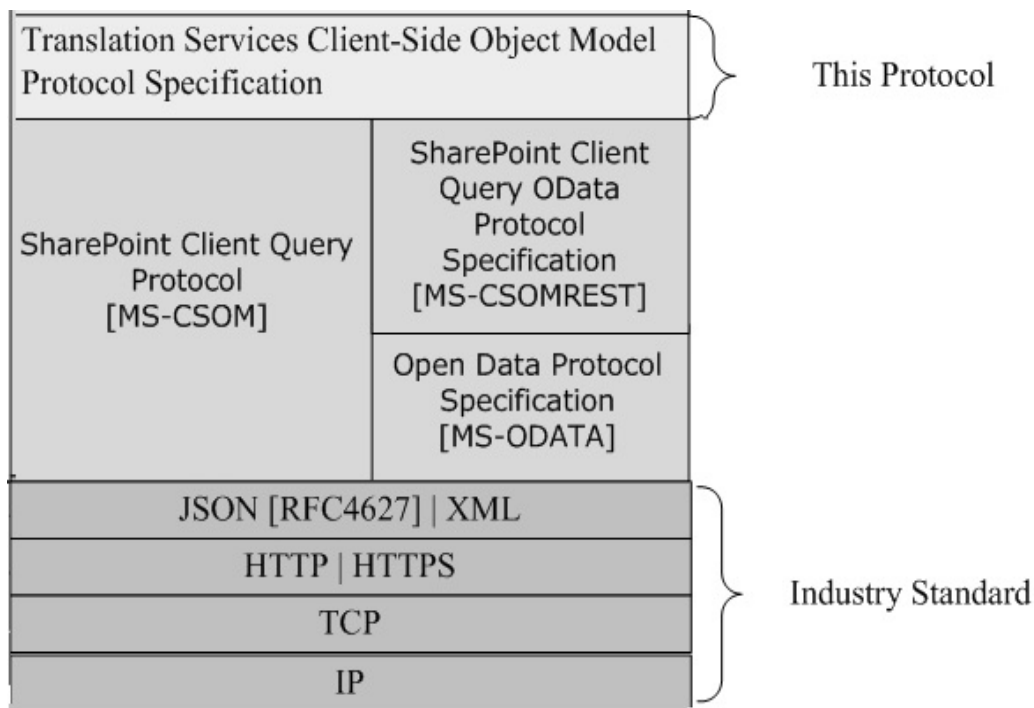 Translation Services Client-Side Object Model
Protocol Specification
This Protocol
SharePoint Client Query
Protocol
[MS-CSOM]
SharePoint Client
Query OData
Protocol
Specification
[MS-CSOMREST]
Open Data Protocol
Specification
[MS-ODATA]
JSON [RFC4627] | XML
HTTP | HTTPS
TCP
IP
Industry Standard